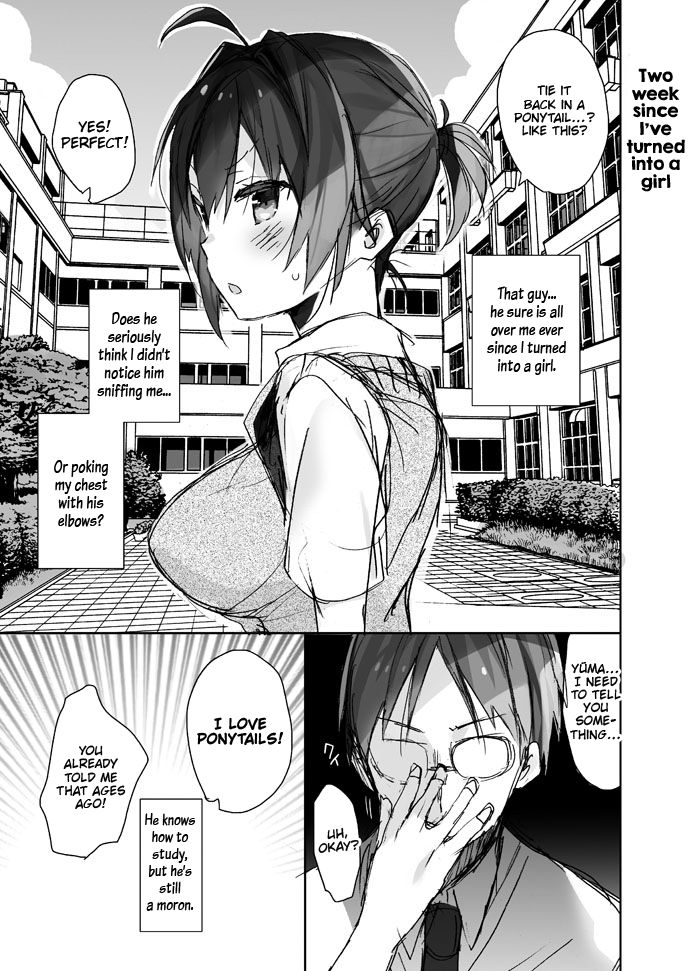 Two
week
since
I've
turned
into a
girl
TIE IT
BACK IN A
PONYTAIL...?
LIKE THIS?
YES!
PERFECT!
That guy...
he sure is all
over me ever
since I turned
into a girl.
Does he
seriously
think I didn't
notice him
sniffing me...
Or poking
my chest
with his
elbows?
YŪMA...
I NEED
TO TELL
YOU
SOME-
THING...
クイ
UH,
OKAY?
I LOVE
PONYTAILS!
YOU
ALREADY
TOLD ME
THAT AGES
AGO!
He knows
how to
study,
but he's
still
a moron.